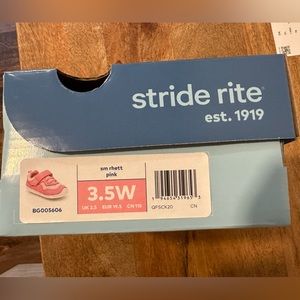 stride rite®
est. 1919
sm rhett
pink
3.5W
UK 2.5 EUR 19.5 CN 115
BG005606
QFSCK20
CN